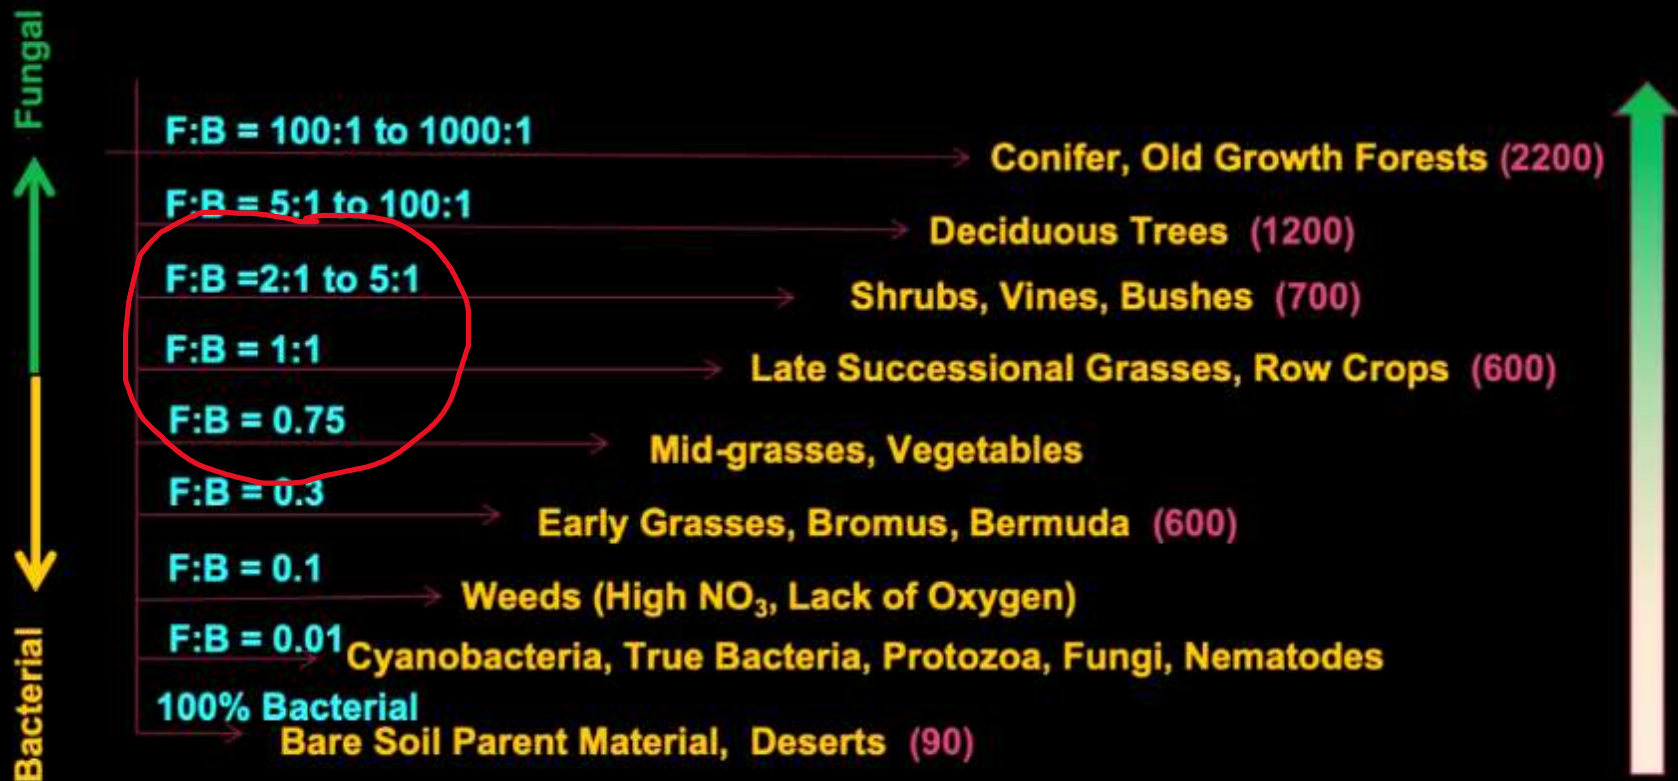 Fungal
F:B = 100:1 to 1000:1
Conifer, Old Growth Forests (2200)
F:B = 5:1 to 100:1
Deciduous Trees (1200)
F:B =2:1 to 5:1
Shrubs, Vines, Bushes (700)
F:B = 1:1
Late Successional Grasses, Row Crops (600)
F:B = 0.75
Mid-grasses, Vegetables
F:B = 0.3
Early Grasses, Bromus, Bermuda (600)
F:B = 0.1
Weeds (High NO₃, Lack of Oxygen)
F:B = 0.01
Cyanobacteria, True Bacteria, Protozoa, Fungi, Nematodes
100% Bacterial
Bare Soil Parent Material, Deserts (90)
Bacterial